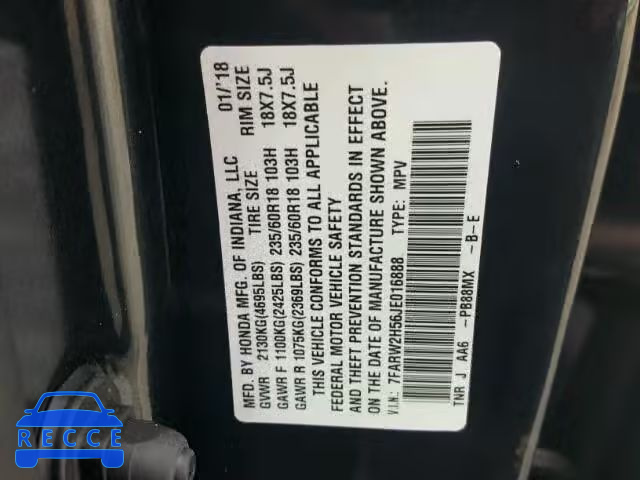 MFD. BY HONDA MFG. OF INDIANA, LLC 01/'18
GVWR 2130KG(4695LBS) TIRE SIZE RIM SIZE
GAWR F 1100KG(2425LBS) 235/60R18 103H 18X7.5J
GAWR R 1075KG(2369LBS) 235/60R18 103H 18X7.5J
THIS VEHICLE CONFORMS TO ALL APPLICABLE
FEDERAL MOTOR VEHICLE SAFETY
AND THEFT PREVENTION STANDARDS IN EFFECT
ON THE DATE OF MANUFACTURE SHOWN ABOVE.
V.I.N.: 7FARW2H56JE016888 TYPE: MPV
TNR J AA6 -PB88MX -B-E
RECCE